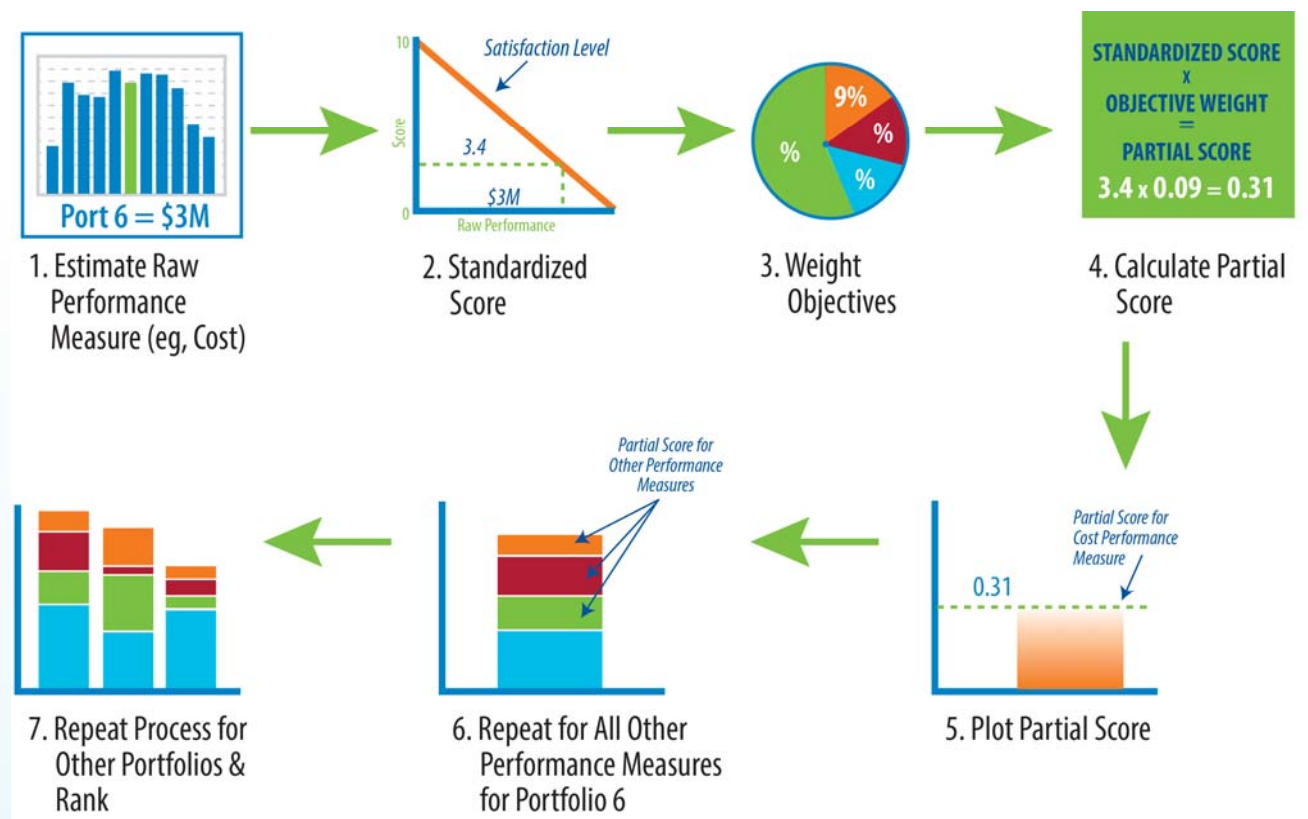 Port 6 = $3M
1. Estimate Raw
Performance
Measure (eg, Cost)
10
Score
0
Satisfaction Level
3.4
$3M
Raw Performance
2. Standardized
Score
9%
%
%
%
3. Weight
Objectives
STANDARDIZED SCORE
x
OBJECTIVE WEIGHT
=
PARTIAL SCORE
3.4 x 0.09 = 0.31
4. Calculate Partial
Score
Partial Score for
Cost Performance
Measure
0.31
5. Plot Partial Score
Partial Score for
Other Performance
Measures
6. Repeat for All Other
Performance Measures
for Portfolio 6
7. Repeat Process for
Other Portfolios &
Rank